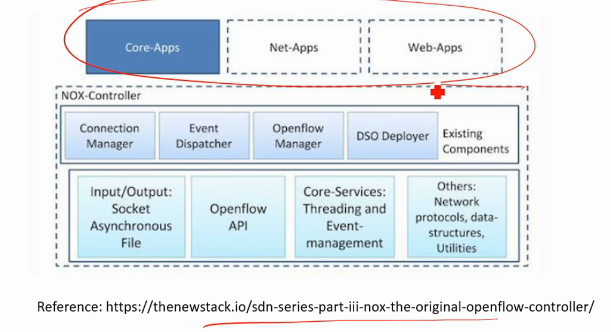 Core-Apps
Net-Apps
Web-Apps
NOX-Controller
Connection
Manager
Event
Dispatcher
Openflow
Manager
DSO Deployer
Existing
Components
Input/Output:
Socket
Asynchronous
File
Openflow
API
Core-Services:
Threading and
Event-
management
Others:
Network
protocols, data-
structures,
Utilities
Reference: https://thenewstack.io/sdn-series-part-iii-nox-the-original-openflow-controller/